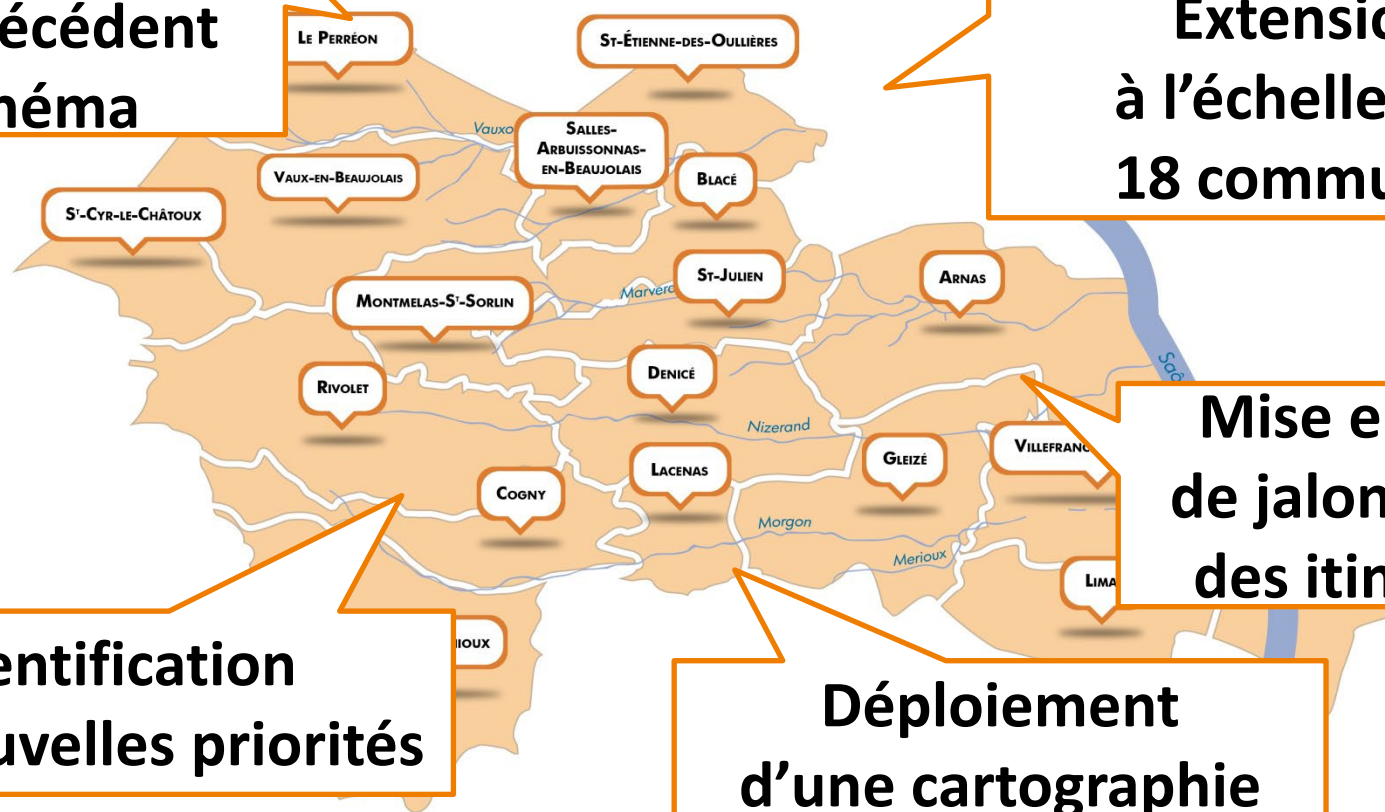 écédent
héma
Extensio
à l’échelle
18 commu
LE PERRÉON
ST-ÉTIENNE-DES-OULLIÈRES
Vauxo
SALLES-
ARBUISSONNAS-
EN-BEAUJOLAIS
VAUX-EN-BEAUJOLAIS
BLACÉ
ST-CYR-LE-CHÂTOUX
ST-JULIEN
ARNAS
Marvera
MONTMELAS-ST-SORLIN
Saô
DENICÉ
RIVOLET
Mise e
de jalon
des itin
Nizerand
VILLEFRANC
GLEIZÉ
LACENAS
COGNY
Morgon
Merioux
LIMA
IOUX
entification
uvelles priorités
Déploiement
d’une cartographie